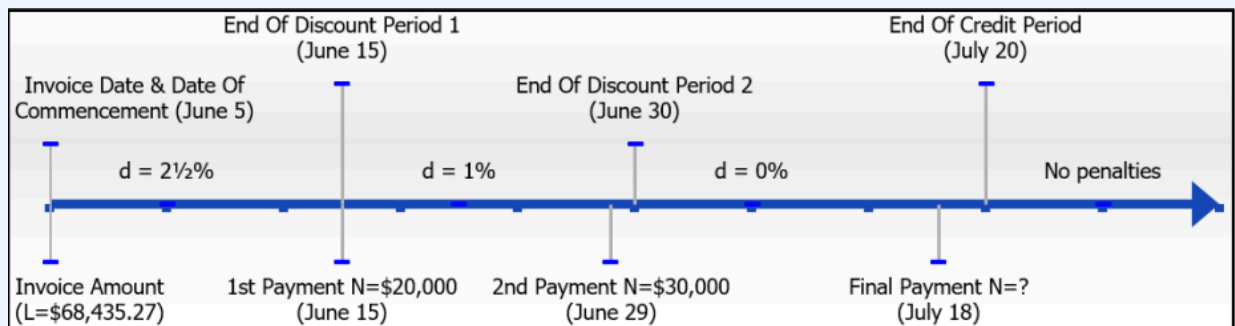 End Of Discount Period 1
(June 15)
End Of Credit Period
(July 20)
Invoice Date & Date Of
Commencement (June 5)
End Of Discount Period 2
(June 30)
d = 2½%
d = 1%
d = 0%
No penalties
Invoice Amount
(L=$68,435.27)
1st Payment N=$20,000
(June 15)
2nd Payment N=$30,000
(June 29)
Final Payment N=?
(July 18)